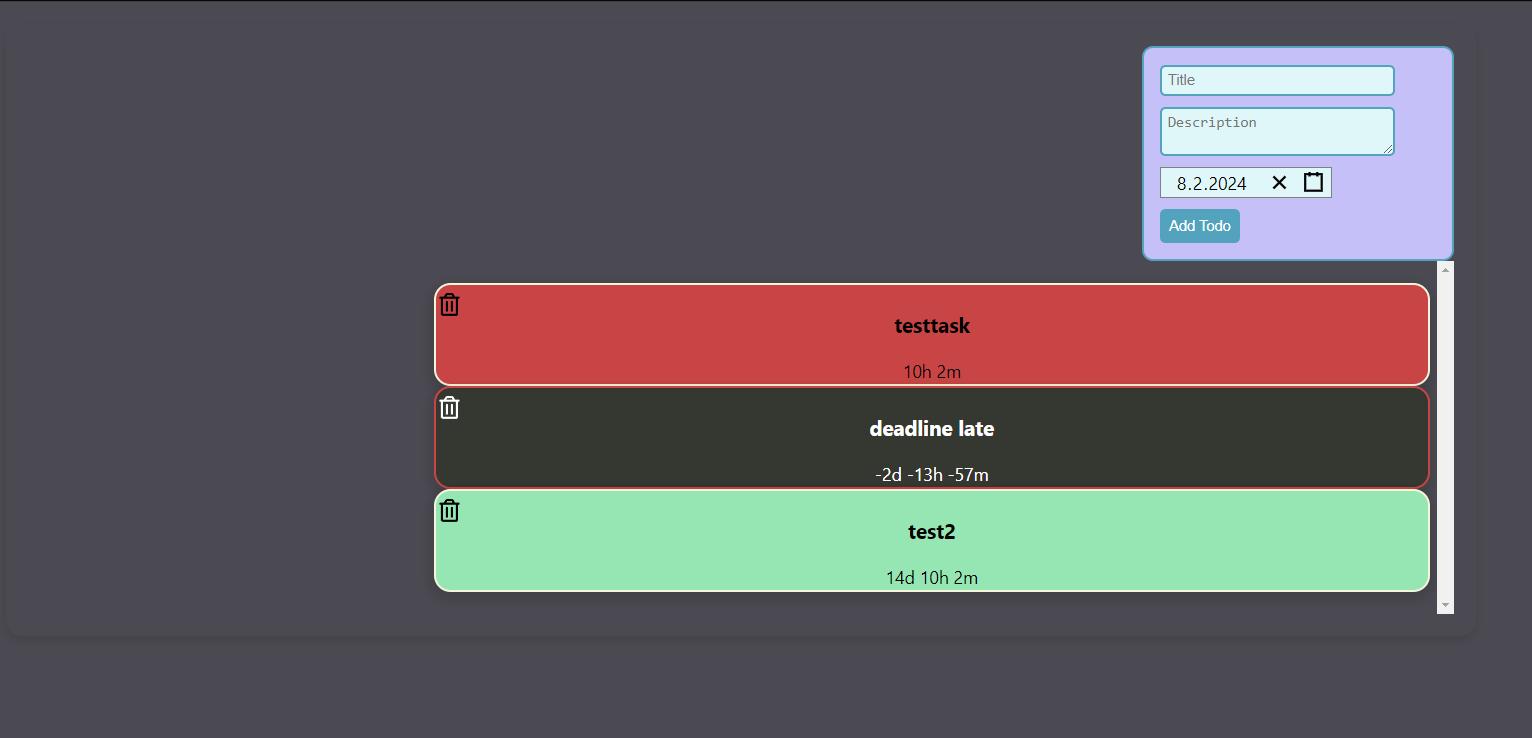 Title
Description
8.2.2024
Add Todo
testtask
10h 2m
deadline late
-2d -13h -57m
test2
14d 10h 2m